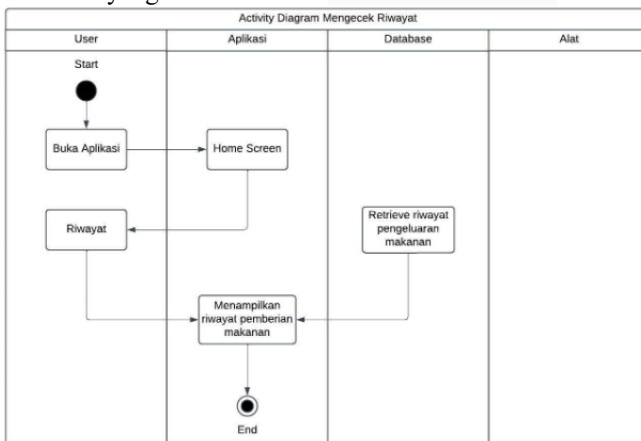 Activity Diagram Mengecek Riwayat
User
Aplikasi
Database
Alat
Start
Buka Aplikasi
Home Screen
Riwayat
Retrieve riwayat
pengeluaran
makanan
Menampilkan
riwayat pemberian
makanan
End